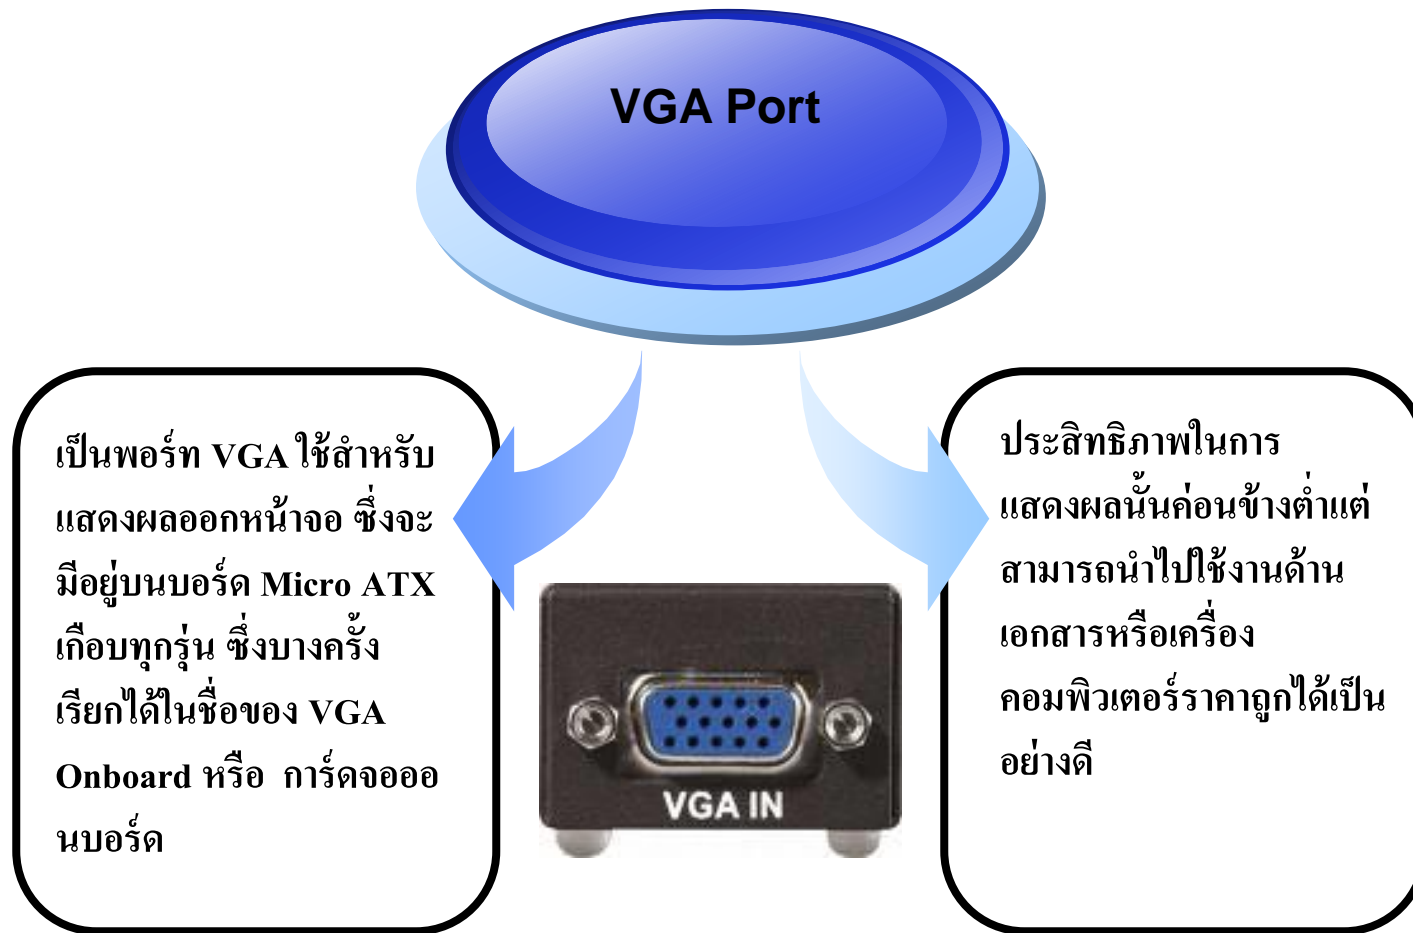 VGA Port
เป็นพอร์ท VGA ใช้สำหรับ
แสดงผลออกหน้าจอ ซึ่งจะ
มีอยู่บนบอร์ด Micro ATX
เกือบทุกรุ่น ซึ่งบางครั้ง
เรียกได้ในชื่อของ VGA
Onboard หรือ การ์ดจอออ
นบอร์ด
ประสิทธิภาพในการ
แสดงผลนั้นค่อนข้างต่ำแต่
สามารถนำไปใช้งานด้าน
เอกสารหรือเครื่อง
คอมพิวเตอร์ราคาถูกได้เป็น
อย่างดี
VGA IN